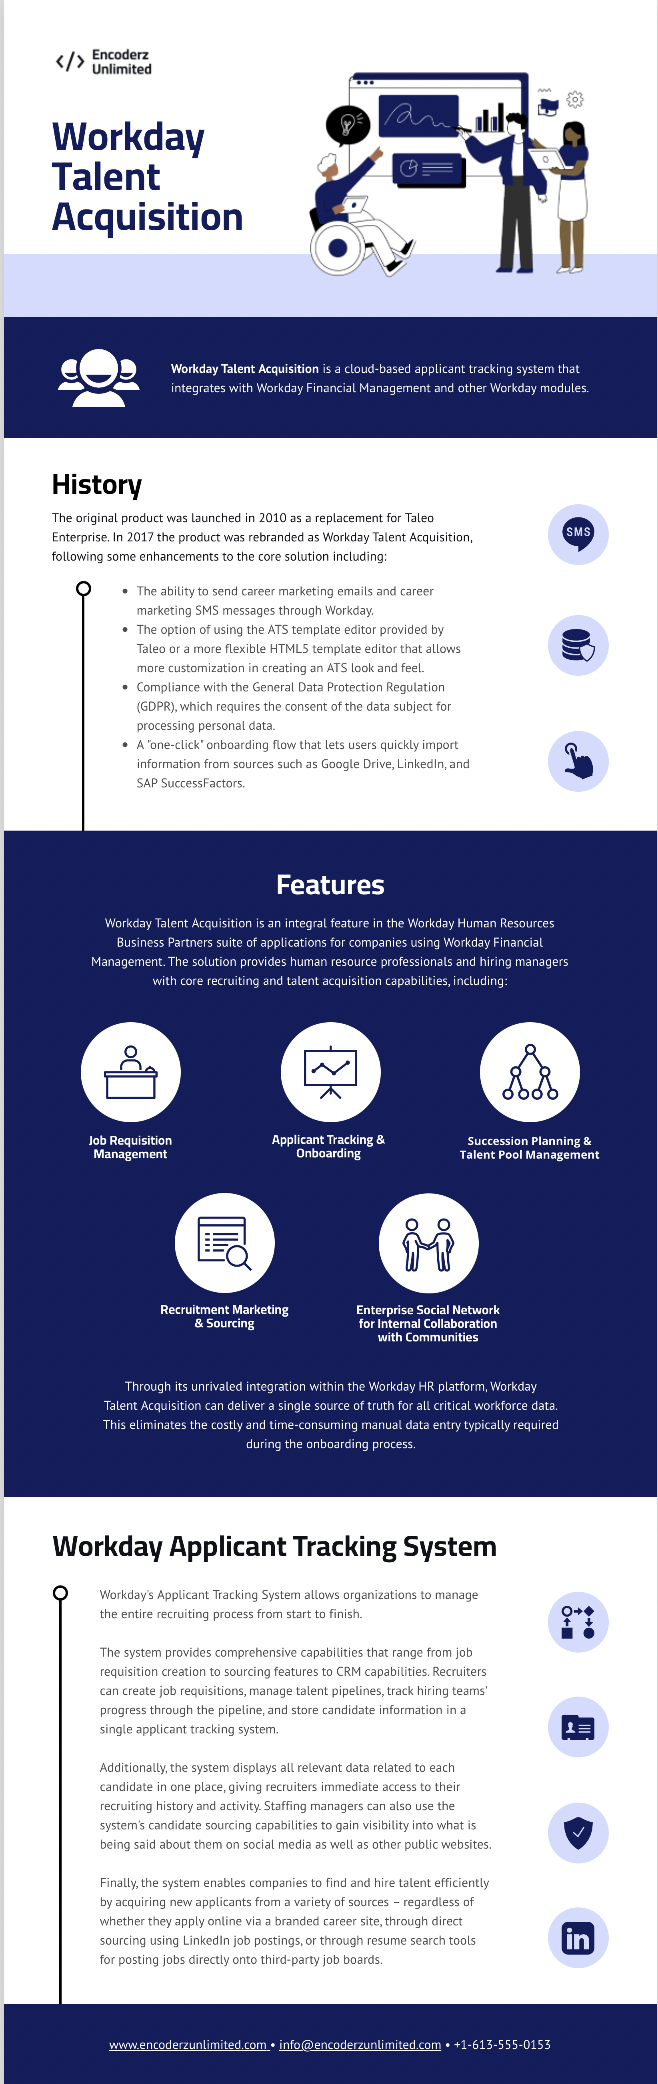 </> Encoderz
Unlimited
Workday
Talent
Acquisition
Workday Talent Acquisition is a cloud-based applicant tracking system that
integrates with Workday Financial Management and other Workday modules.
History
The original product was launched in 2010 as a replacement for Taleo
Enterprise. In 2017 the product was rebranded as Workday Talent Acquisition,
following some enhancements to the core solution including:
SMS
• The ability to send career marketing emails and career
marketing SMS messages through Workday.
• The option of using the ATS template editor provided by
Taleo or a more flexible HTML5 template editor that allows
more customization in creating an ATS look and feel.
• Compliance with the General Data Protection Regulation
(GDPR), which requires the consent of the data subject for
processing personal data.
• A "one-click" onboarding flow that lets users quickly import
information from sources such as Google Drive, LinkedIn, and
SAP SuccessFactors.
Features
Workday Talent Acquisition is an integral feature in the Workday Human Resources
Business Partners suite of applications for companies using Workday Financial
Management. The solution provides human resource professionals and hiring managers
with core recruiting and talent acquisition capabilities, including:
Job Requisition
Management
Applicant Tracking &
Onboarding
Succession Planning &
Talent Pool Management
Recruitment Marketing
& Sourcing
Enterprise Social Network
for Internal Collaboration
with Communities
Through its unrivaled integration within the Workday HR platform, Workday
Talent Acquisition can deliver a single source of truth for all critical workforce data.
This eliminates the costly and time-consuming manual data entry typically required
during the onboarding process.
Workday Applicant Tracking System
Workday's Applicant Tracking System allows organizations to manage
the entire recruiting process from start to finish.
The system provides comprehensive capabilities that range from job
requisition creation to sourcing features to CRM capabilities. Recruiters
can create job requisitions, manage talent pipelines, track hiring teams'
progress through the pipeline, and store candidate information in a
single applicant tracking system.
Additionally, the system displays all relevant data related to each
candidate in one place, giving recruiters immediate access to their
recruiting history and activity. Staffing managers can also use the
system's candidate sourcing capabilities to gain visibility into what is
being said about them on social media as well as other public websites.
Finally, the system enables companies to find and hire talent efficiently
by acquiring new applicants from a variety of sources – regardless of
whether they apply online via a branded career site, through direct
sourcing using LinkedIn job postings, or through resume search tools
for posting jobs directly onto third-party job boards.
in
www.encoderzunlimited.com • info@encoderzunlimited.com • +1-613-555-0153